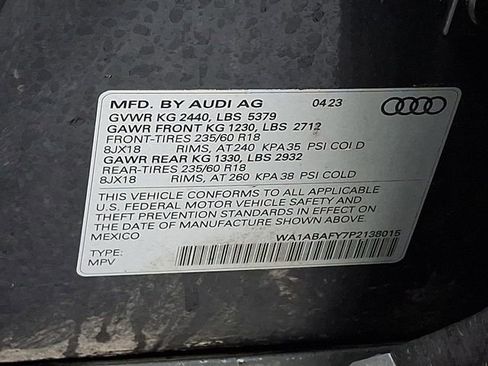 MFD. BY AUDI AG 04 23
GVWR KG 2440, LBS 5379
GAWR FRONT KG 1230, LBS 2712
FRONT-TIRES 235/60 R18
8JX18 RIMS, AT 240 KPA 35 PSI COLD
GAWR REAR KG 1330, LBS 2932
REAR-TIRES 235/60 R18
8JX18 RIMS, AT 260 KPA 38 PSI COLD
THIS VEHICLE CONFORMS TO ALL APPLICABLE
U.S. FEDERAL MOTOR VEHICLE SAFETY AND
THEFT PREVENTION STANDARDS IN EFFECT ON
THE DATE OF MANUFACTURE SHOWN ABOVE.
MEXICO WA1ABAFY7P2138015
TYPE:
MPV